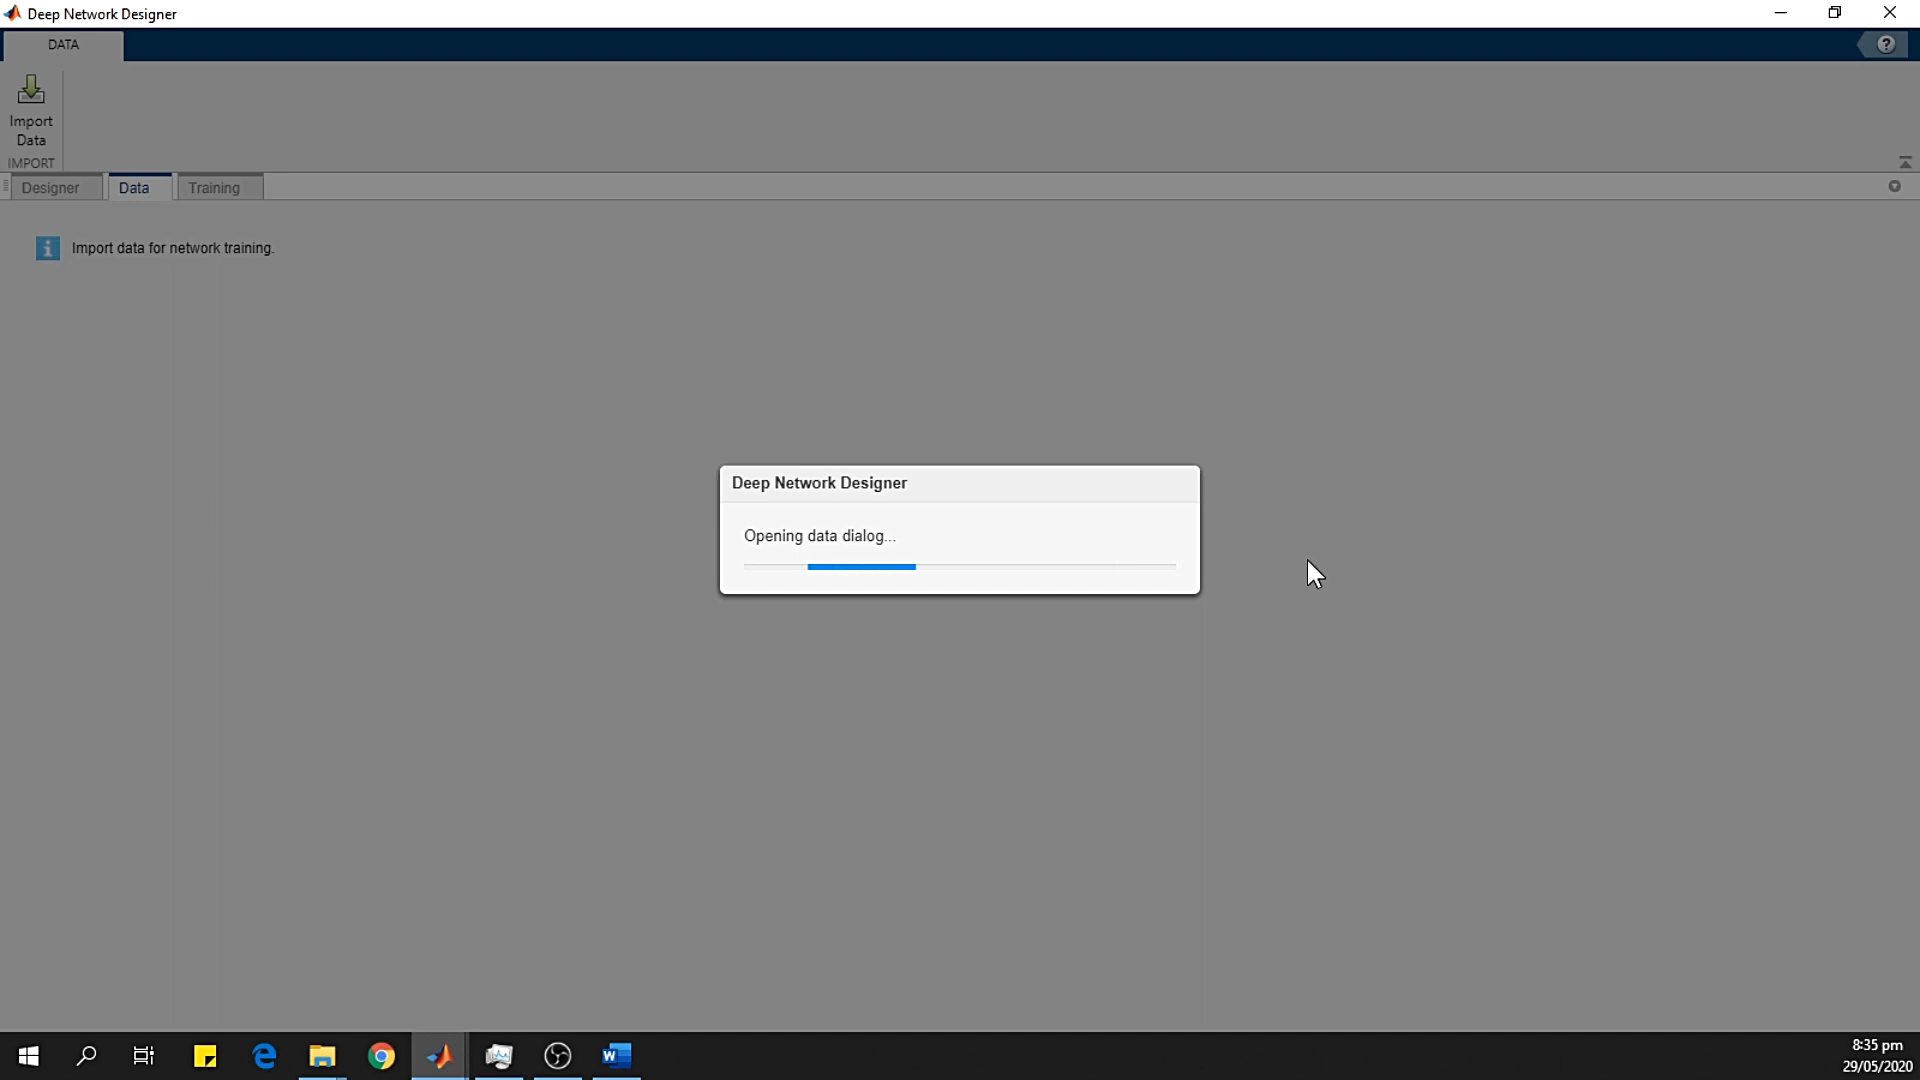 Deep Network Designer
DATA
?
Import
Data
IMPORT
Designer
Data
Training
i
Import data for network training.
Deep Network Designer
Opening data dialog...
8:35 pm
29/05/2020